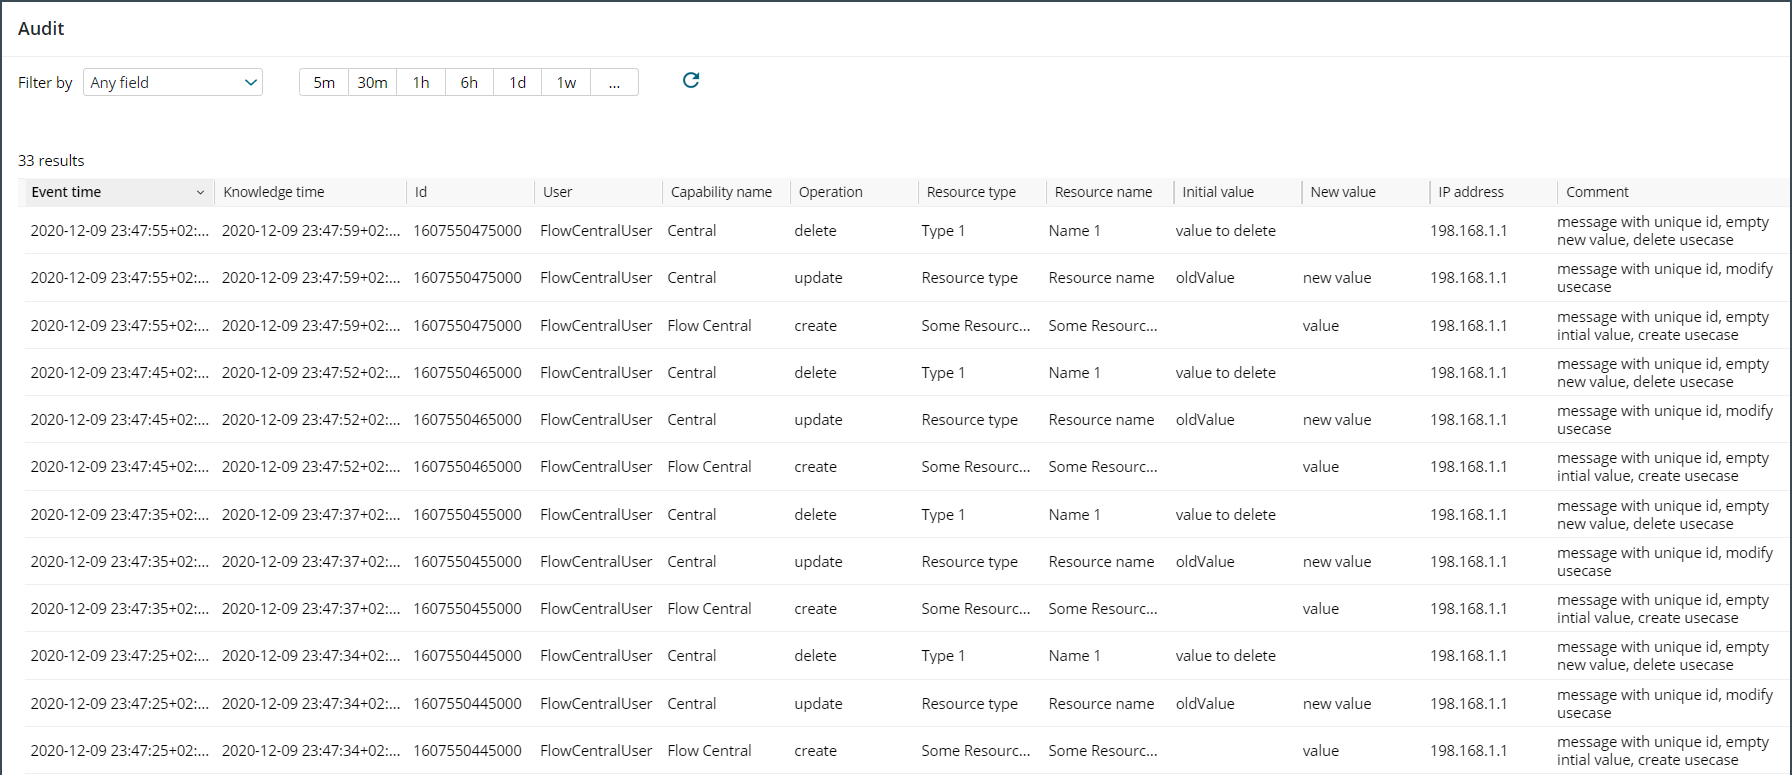 Audit
Filter by Any field 5m 30m 1h 6h 1d 1w ...
33 results
Event time Knowledge time Id User Capability name Operation Resource type Resource name Initial value New value IP address Comment
2020-12-09 23:47:55+02:... 2020-12-09 23:47:59+02:... 1607550475000 FlowCentralUser Central delete Type 1 Name 1 value to delete 198.168.1.1 message with unique id, empty
new value, delete usecase
2020-12-09 23:47:55+02:... 2020-12-09 23:47:59+02:... 1607550475000 FlowCentralUser Central update Resource type Resource name oldValue new value 198.168.1.1 message with unique id, modify
usecase
2020-12-09 23:47:55+02:... 2020-12-09 23:47:59+02:... 1607550475000 FlowCentralUser Flow Central create Some Resourc... Some Resourc... value 198.168.1.1 message with unique id, empty
intial value, create usecase
2020-12-09 23:47:45+02:... 2020-12-09 23:47:52+02:... 1607550465000 FlowCentralUser Central delete Type 1 Name 1 value to delete 198.168.1.1 message with unique id, empty
new value, delete usecase
2020-12-09 23:47:45+02:... 2020-12-09 23:47:52+02:... 1607550465000 FlowCentralUser Central update Resource type Resource name oldValue new value 198.168.1.1 message with unique id, modify
usecase
2020-12-09 23:47:45+02:... 2020-12-09 23:47:52+02:... 1607550465000 FlowCentralUser Flow Central create Some Resourc... Some Resourc... value 198.168.1.1 message with unique id, empty
intial value, create usecase
2020-12-09 23:47:35+02:... 2020-12-09 23:47:37+02:... 1607550455000 FlowCentralUser Central delete Type 1 Name 1 value to delete 198.168.1.1 message with unique id, empty
new value, delete usecase
2020-12-09 23:47:35+02:... 2020-12-09 23:47:37+02:... 1607550455000 FlowCentralUser Central update Resource type Resource name oldValue new value 198.168.1.1 message with unique id, modify
usecase
2020-12-09 23:47:35+02:... 2020-12-09 23:47:37+02:... 1607550455000 FlowCentralUser Flow Central create Some Resourc... Some Resourc... value 198.168.1.1 message with unique id, empty
intial value, create usecase
2020-12-09 23:47:25+02:... 2020-12-09 23:47:34+02:... 1607550445000 FlowCentralUser Central delete Type 1 Name 1 value to delete 198.168.1.1 message with unique id, empty
new value, delete usecase
2020-12-09 23:47:25+02:... 2020-12-09 23:47:34+02:... 1607550445000 FlowCentralUser Central update Resource type Resource name oldValue new value 198.168.1.1 message with unique id, modify
usecase
2020-12-09 23:47:25+02:... 2020-12-09 23:47:34+02:... 1607550445000 FlowCentralUser Flow Central create Some Resourc... Some Resourc... value 198.168.1.1 message with unique id, empty
intial value, create usecase